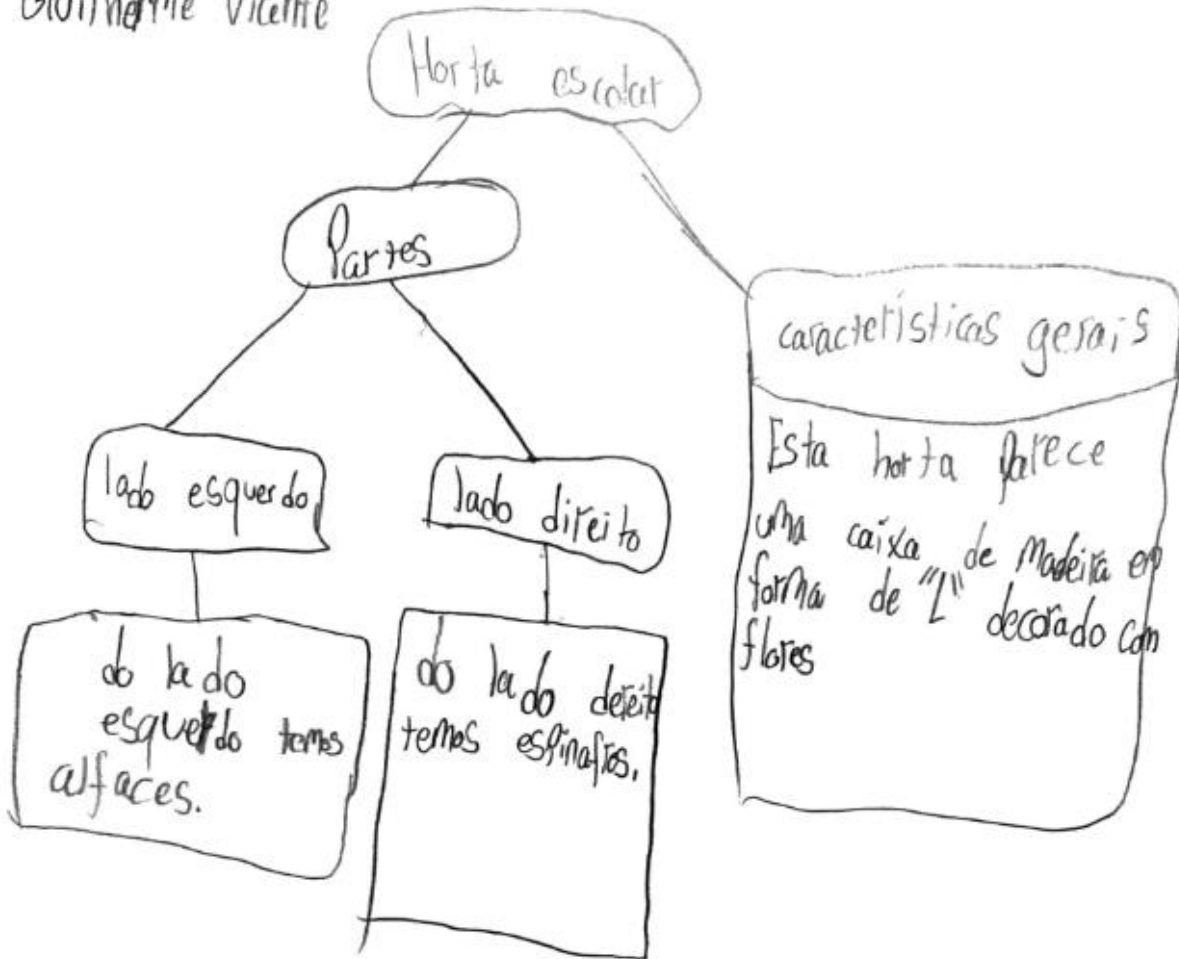 Guilherme Vicente
Horta escolar
Partes
características gerais
lado esquerdo
lado direito
Esta horta parece
uma caixa de madeira em
forma de "L" decorado com
flores
do lado
esquerdo temos
alfaces.
do lado dereito
temos espinafres.